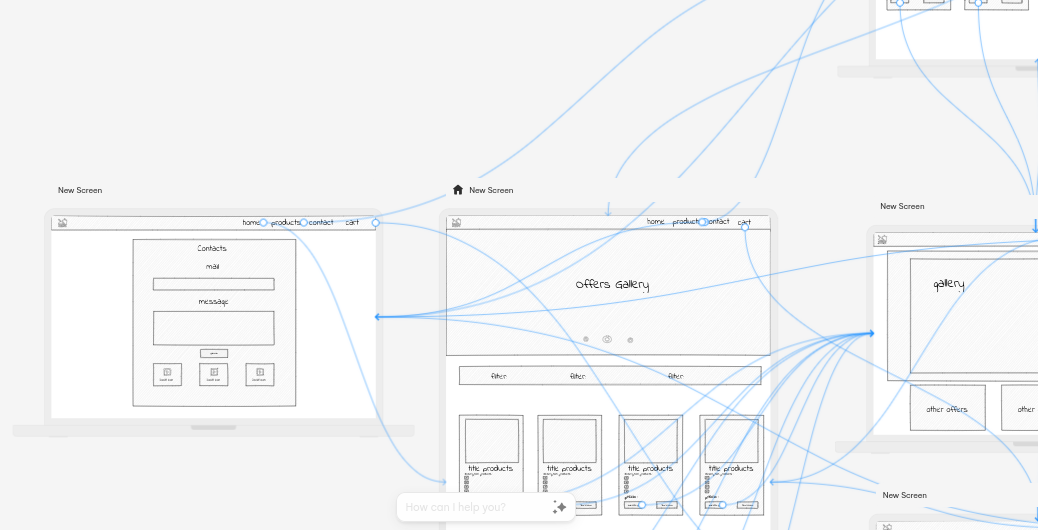 New Screen
home products contact cart
Contacts
mail
message
New Screen
home products contact cart
Offers Gallery
filter filter filter
title products title products title products title products
How can I help you?
New Screen
gallery
other offers other
New Screen